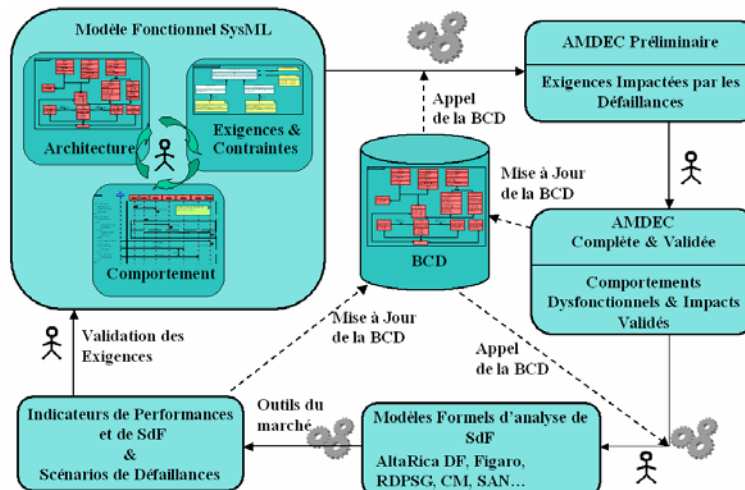 Modèle Fonctionnel SysML
Architecture
Exigences &
Contraintes
Comportement
AMDEC Préliminaire
Exigences Impactées par les
Défaillances
Appel
de la BCD
Mise à Jour
de la BCD
BCD
AMDEC
Complète & Validée
Comportements
Dysfonctionnels & Impacts
Validés
Validation des
Exigences
Mise à Jour
de la BCD
Appel
de la BCD
Indicateurs de Performances
et de SdF
&
Scénarios de Défaillances
Outils du
marché
Modèles Formels d'analyse de
SdF
AltaRica DF, Figaro,
RDPSG, CM, SAN...